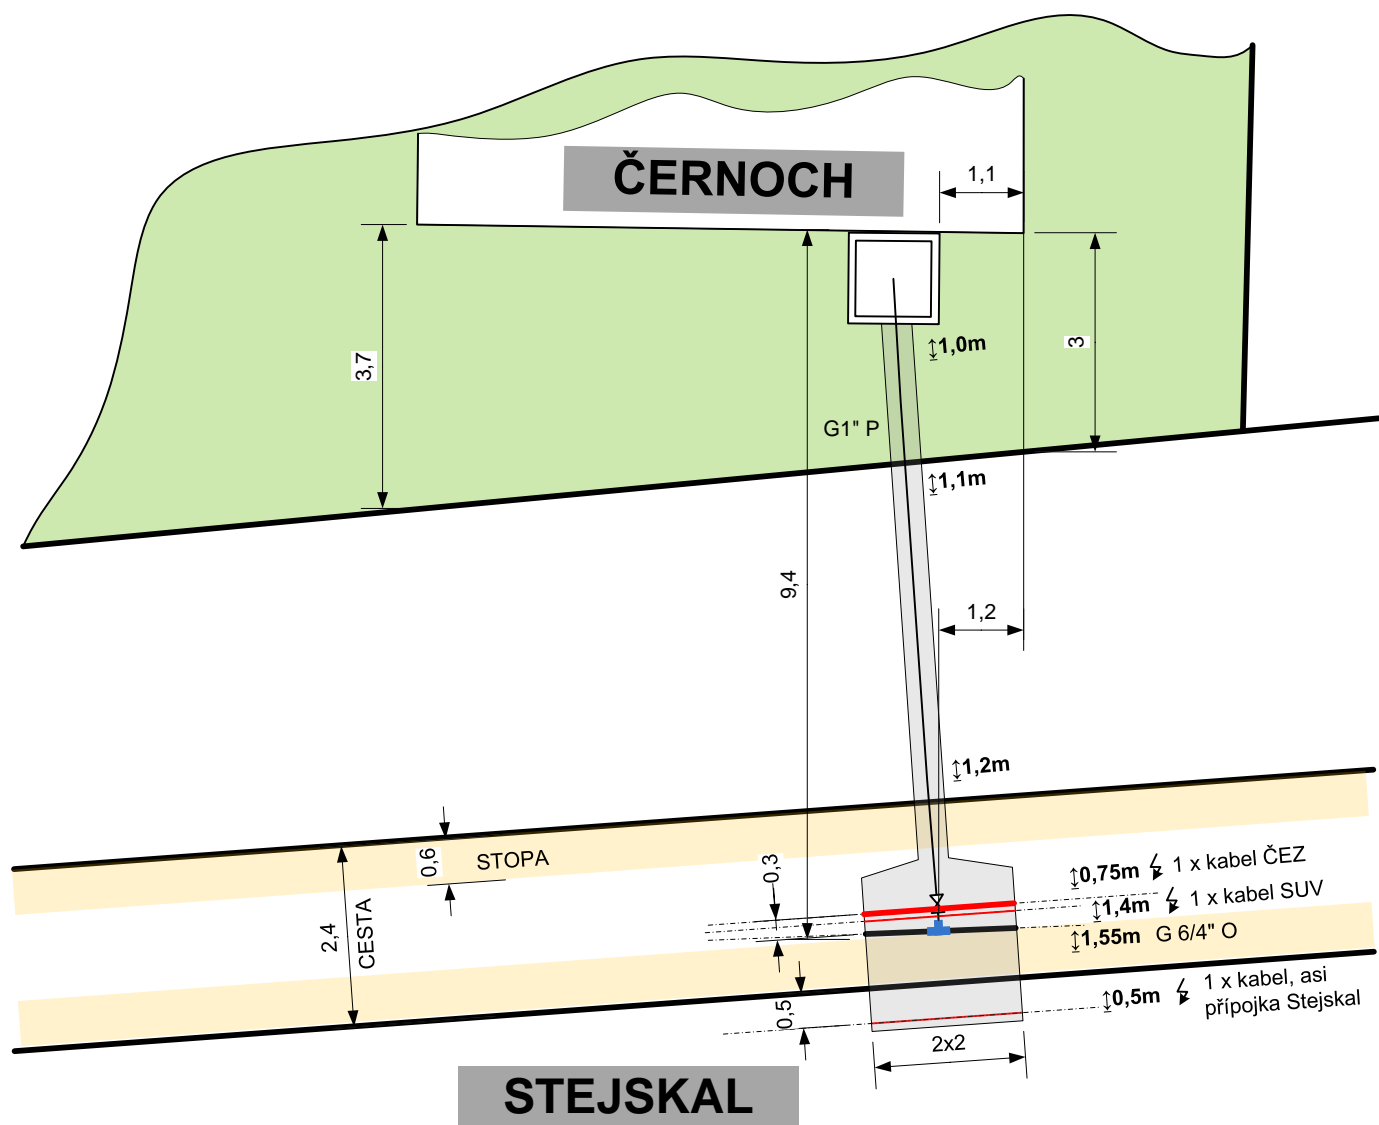 ČERNOCH
1,1
3,7
1,0m
3
G1" P
1,1m
9,4
1,2
1,2m
0,6
STOPA
0,3
0,75m
1 x kabel ČEZ
1,4m
1 x kabel SUV
2,4
CESTA
1,55m
G 6/4" O
0,5m
1 x kabel, asi
přípojka Stejskal
0,5
2x2
STEJSKAL